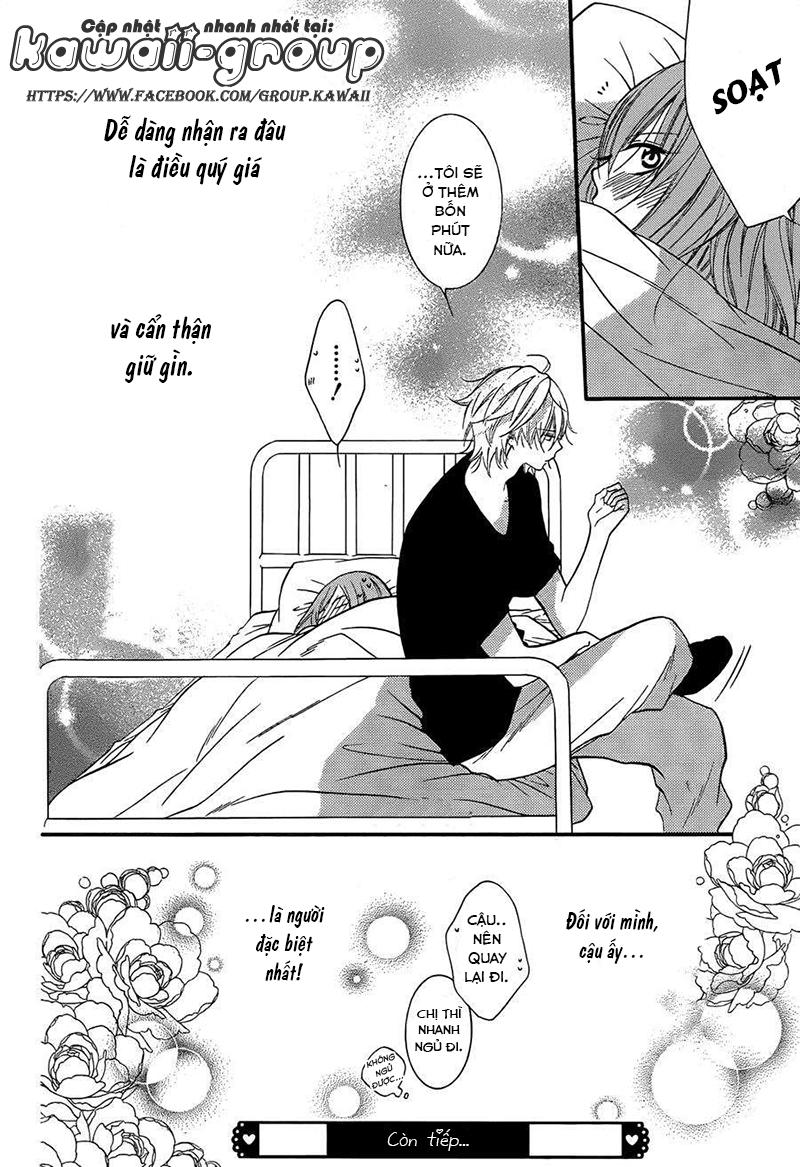 Cập nhật nhanh nhất tại:
kawaii-group
HTTPS://WWW.FACEBOOK.COM/GROUP.KAWAII
SOẠT
...TÔI SẼ
Ở THÊM
BỐN
PHÚT
NỮA.
Dễ dàng nhận ra đâu
là điều quý giá
và cẩn thận
giữ gìn.
Đối với mình,
cậu ấy...
CẬU..
NÊN
QUAY
LẠI ĐI.
CHỊ THÌ
NHANH
NGỦ ĐI.
KHÔNG
NGỦ
ĐƯỢC...
...là người
đặc biệt
nhất!
Còn tiếp...